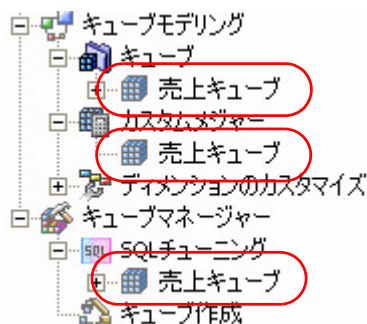 キューブモデリング
キューブ
売上キューブ
カスタムメジャー
売上キューブ
ディメンションのカスタマイズ
キューブマネージャー
SQL SQLチューニング
売上キューブ
キューブ作成